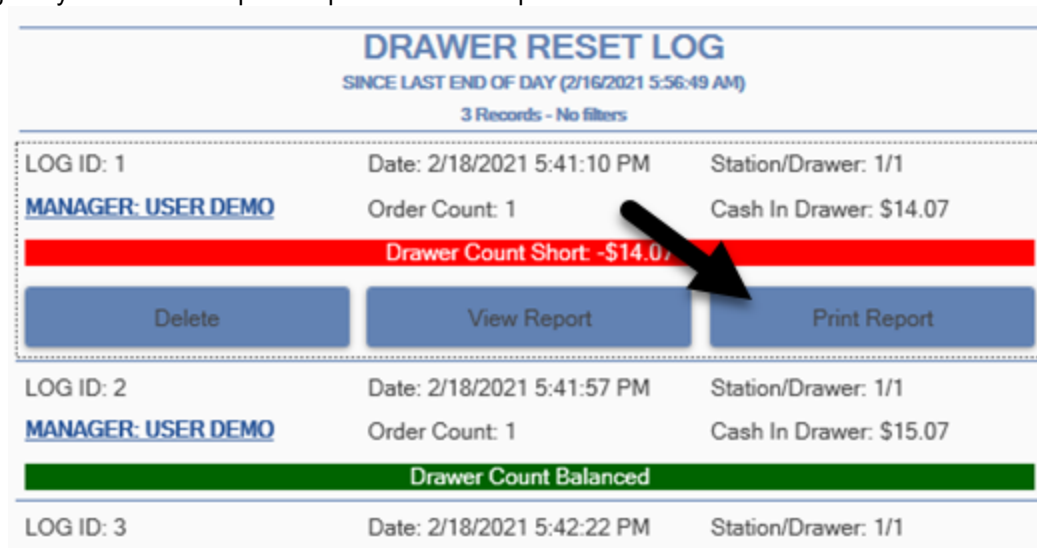 DRAWER RESET LOG
SINCE LAST END OF DAY (2/16/2021 5:56:49 AM)
3 Records - No filters
LOG ID: 1 Date: 2/18/2021 5:41:10 PM Station/Drawer: 1/1
MANAGER: USER DEMO Order Count: 1 Cash In Drawer: $14.07
Drawer Count Short: -$14.07
Delete View Report Print Report
LOG ID: 2 Date: 2/18/2021 5:41:57 PM Station/Drawer: 1/1
MANAGER: USER DEMO Order Count: 1 Cash In Drawer: $15.07
Drawer Count Balanced
LOG ID: 3 Date: 2/18/2021 5:42:22 PM Station/Drawer: 1/1